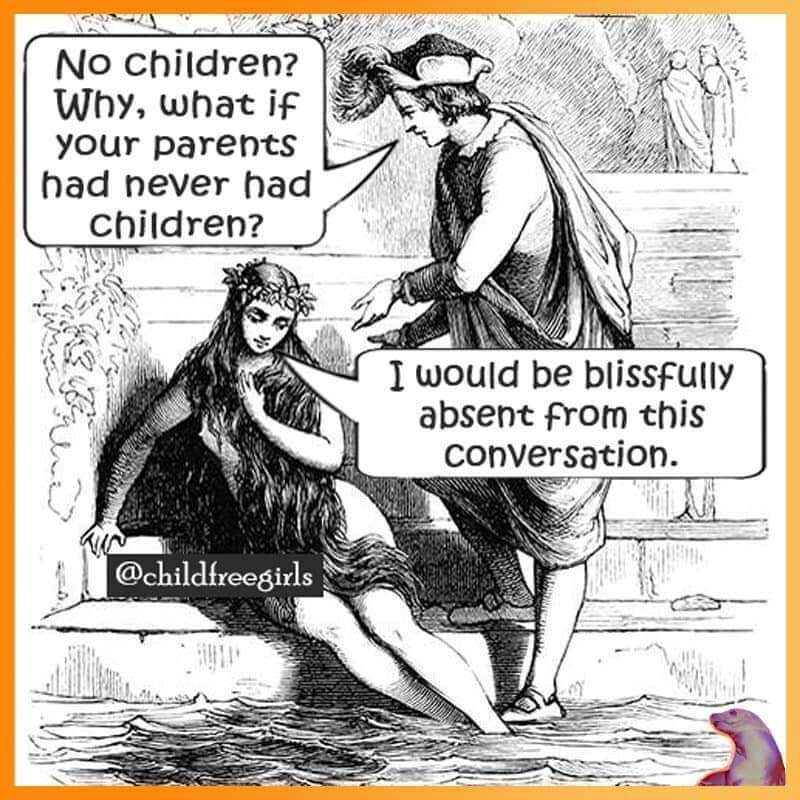 No children?
Why, what if
your parents
had never had
children?
I would be blissfully
absent from this
conversation.
@childfreegirls